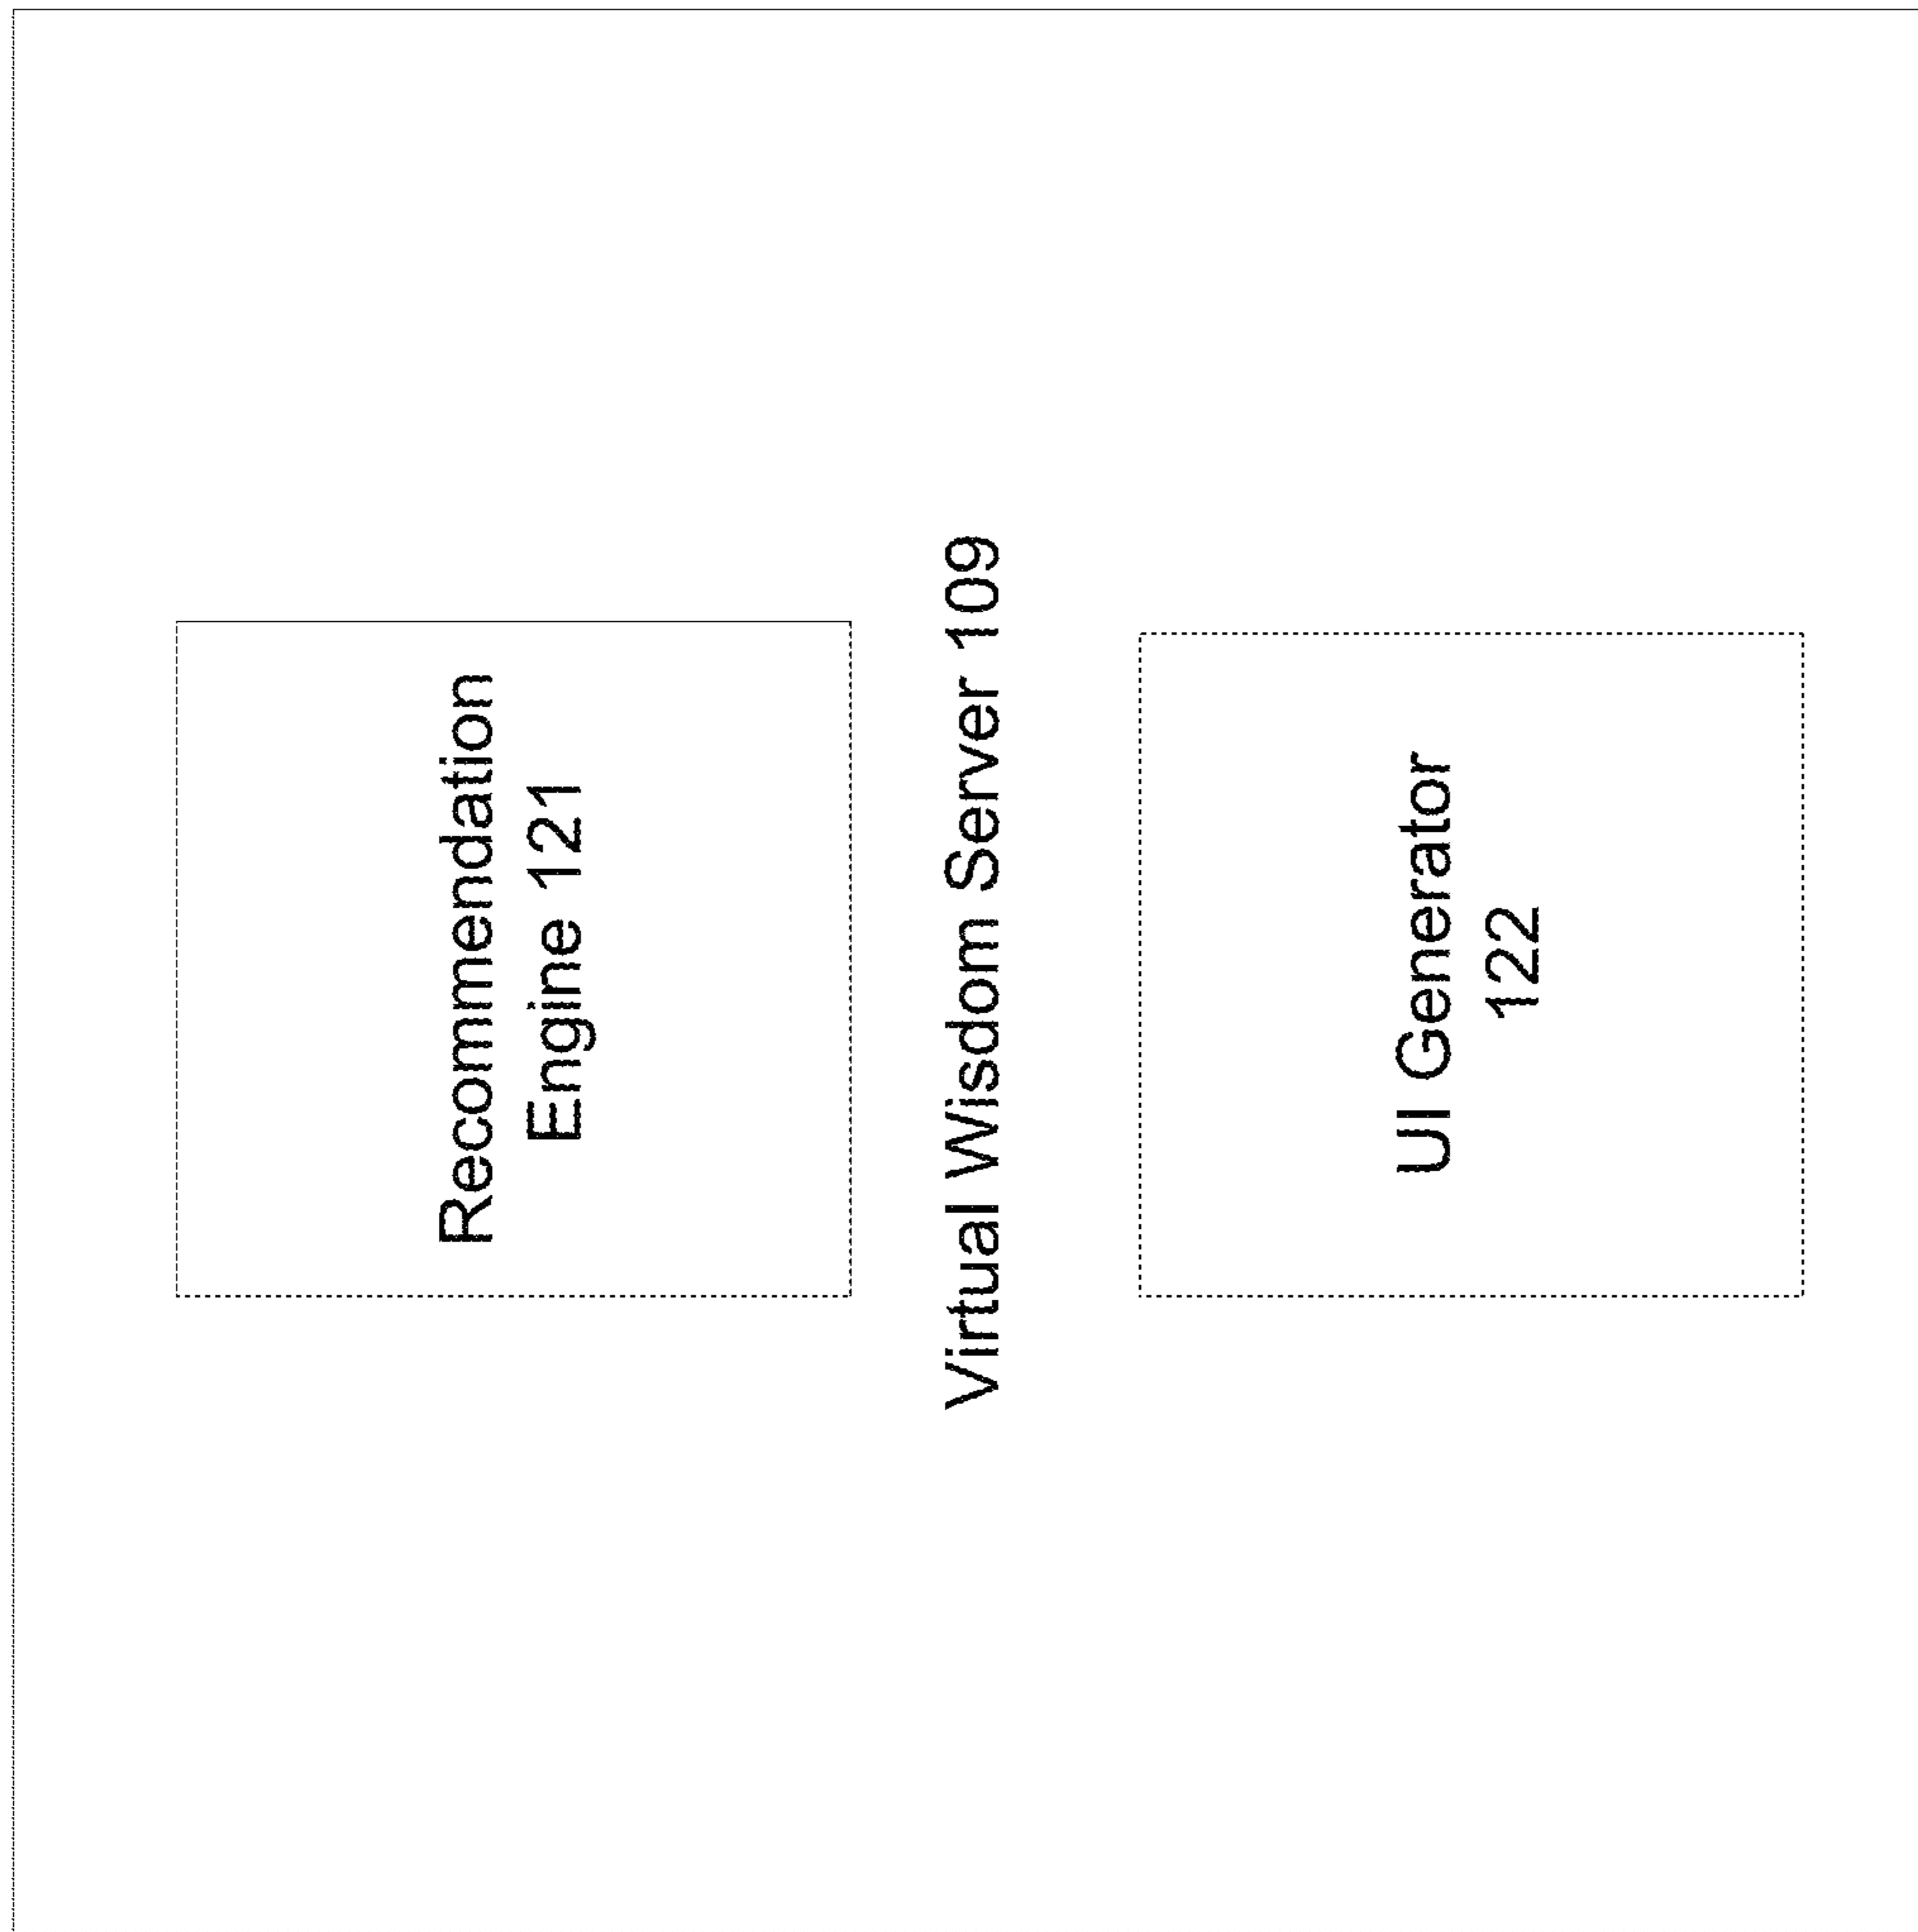 Recommendation
Engine 121
Virtual Wisdom Server 109
UI Generator
122